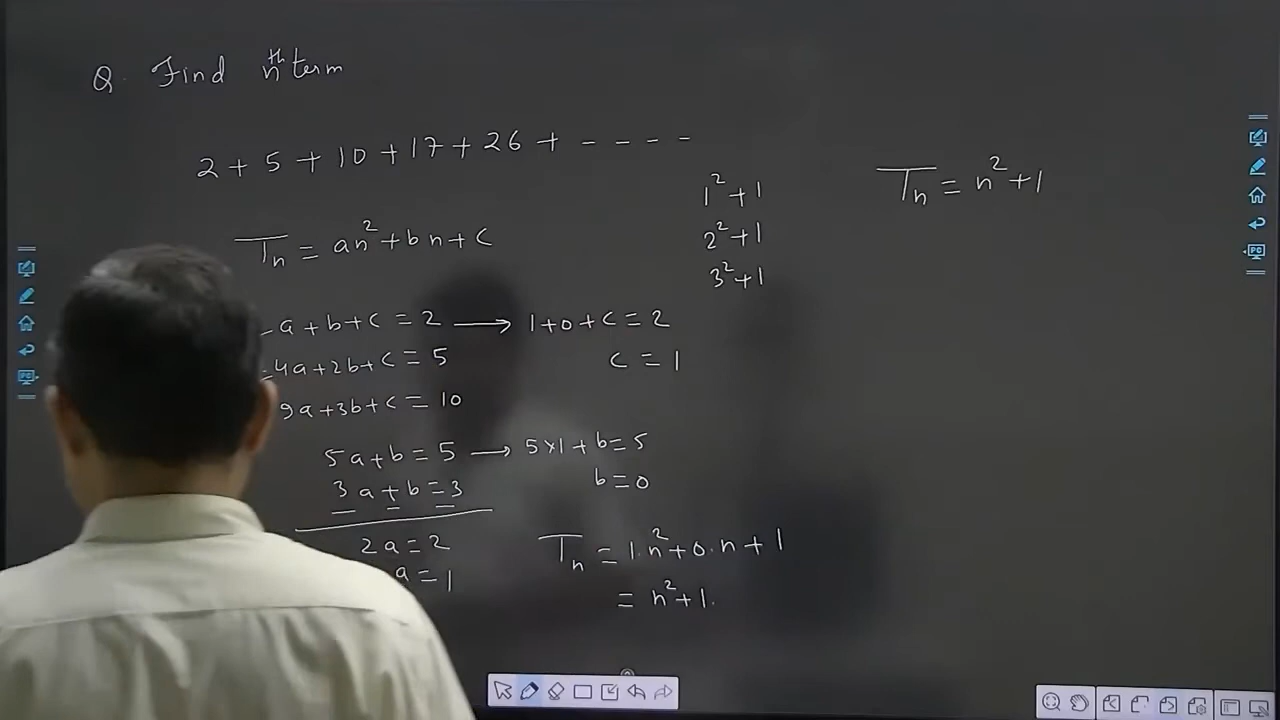 Q. Find nᵗʰ term
2 + 5 + 10 + 17 + 26 + - - - -
1² + 1
2² + 1
3² + 1
Tₙ = n² + 1
Tₙ = an² + bn + c
a + b + c = 2 ⟶ 1 + 0 + c = 2
4a + 2b + c = 5
c = 1
9a + 3b + c = 10
5a + b = 5 ⟶ 5×1 + b = 5
3a + b = 3
b = 0
2a = 2
a = 1
Tₙ = 1·n² + 0·n + 1
= n² + 1.